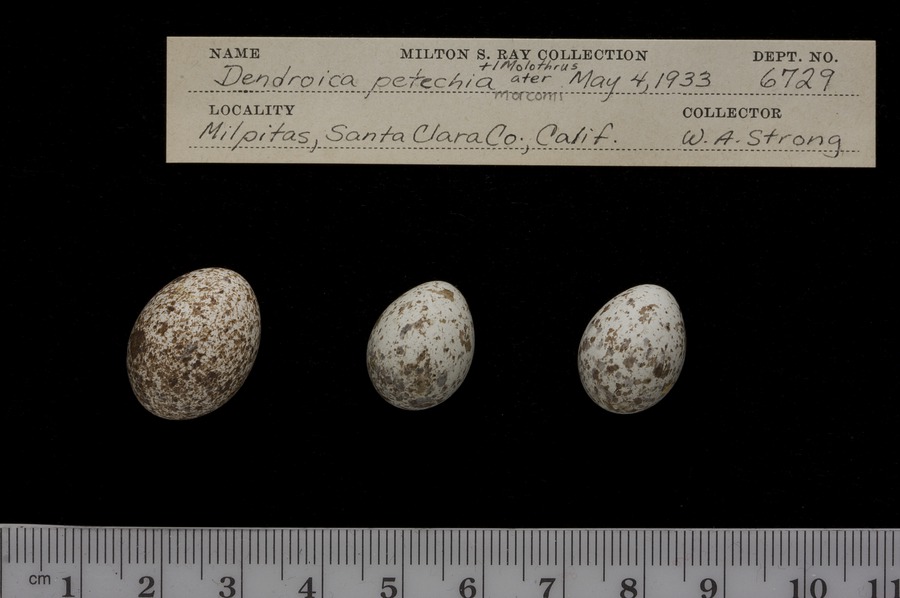 NAME MILTON S. RAY COLLECTION DEPT. NO.
+1 Molothrus
Dendroica petechia ater May 4, 1933 6729
morcomi
LOCALITY COLLECTOR
Milpitas, Santa Clara Co., Calif. W. A. Strong
cm 1 2 3 4 5 6 7 8 9 10 11